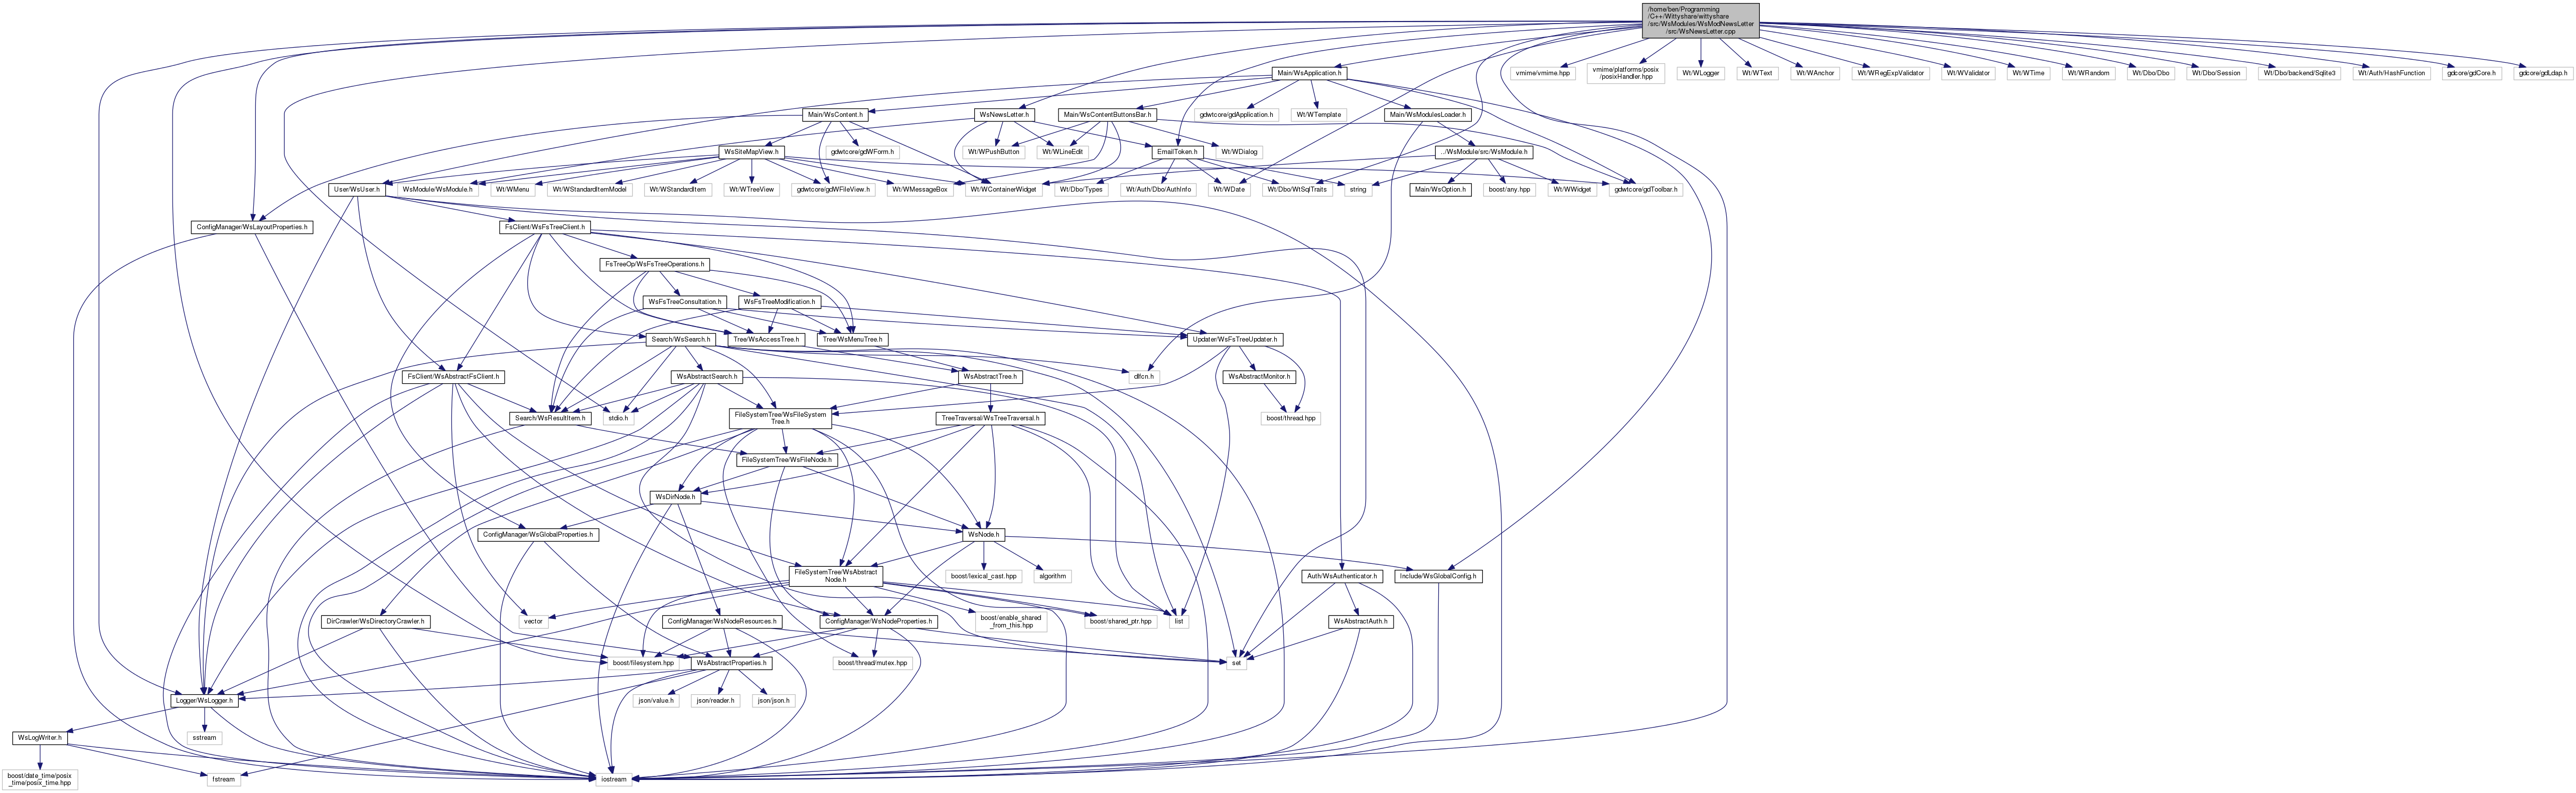 /home/ben/Programming
/C++/Wittyshare/wittyshare
/src/WsModules/WsModNewsLetter
/src/WsNewsLetter.cpp
Main/WsApplication.h
vmime/vmime.hpp
vmime/platforms/posix
/posixHandler.hpp
Wt/WLogger
Wt/WText
Wt/WAnchor
Wt/WRegExpValidator
Wt/WValidator
Wt/WTime
Wt/WRandom
Wt/Dbo/Dbo
Wt/Dbo/Session
Wt/Dbo/backend/Sqlite3
Wt/Auth/HashFunction
gdcore/gdCore.h
gdcore/gdLdap.h
Main/WsContent.h
WsNewsLetter.h
Main/WsContentButtonsBar.h
gdwtcore/gdApplication.h
Wt/WTemplate
Main/WsModulesLoader.h
WsSiteMapView.h
gdwtcore/gdWForm.h
Wt/WPushButton
Wt/WLineEdit
EmailToken.h
Wt/WDialog
../WsModule/src/WsModule.h
User/WsUser.h
WsModule/WsModule.h
Wt/WMenu
Wt/WStandardItemModel
Wt/WStandardItem
Wt/WTreeView
gdwtcore/gdWFileView.h
Wt/WMessageBox
Wt/WContainerWidget
Wt/Dbo/Types
Wt/Auth/Dbo/AuthInfo
Wt/WDate
Wt/Dbo/WtSqlTraits
string
Main/WsOption.h
boost/any.hpp
Wt/WWidget
gdwtcore/gdToolbar.h
ConfigManager/WsLayoutProperties.h
FsClient/WsFsTreeClient.h
FsTreeOp/WsFsTreeOperations.h
WsFsTreeConsultation.h
WsFsTreeModification.h
Search/WsSearch.h
Tree/WsAccessTree.h
Tree/WsMenuTree.h
Updater/WsFsTreeUpdater.h
FsClient/WsAbstractFsClient.h
WsAbstractSearch.h
WsAbstractTree.h
dlfcn.h
WsAbstractMonitor.h
Search/WsResultItem.h
stdio.h
FileSystemTree/WsFileSystem
Tree.h
TreeTraversal/WsTreeTraversal.h
boost/thread.hpp
FileSystemTree/WsFileNode.h
WsDirNode.h
ConfigManager/WsGlobalProperties.h
WsNode.h
FileSystemTree/WsAbstract
Node.h
boost/lexical_cast.hpp
algorithm
Auth/WsAuthenticator.h
Include/WsGlobalConfig.h
DirCrawler/WsDirectoryCrawler.h
vector
ConfigManager/WsNodeResources.h
ConfigManager/WsNodeProperties.h
boost/enable_shared
_from_this.hpp
boost/shared_ptr.hpp
list
WsAbstractAuth.h
boost/filesystem.hpp
WsAbstractProperties.h
boost/thread/mutex.hpp
set
Logger/WsLogger.h
json/value.h
json/reader.h
json/json.h
WsLogWriter.h
sstream
boost/date_time/posix
_time/posix_time.hpp
fstream
iostream